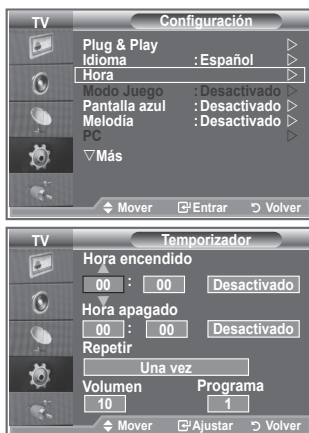 TV Configuración
Plug & Play
Idioma : Español
Hora
Modo Juego : Desactivado
Pantalla azul : Desactivado
Melodía : Desactivado
PC
▽Más
Mover Entrar Volver
TV Temporizador
Hora encendido
00 : 00 Desactivado
Hora apagado
00 : 00 Desactivado
Repetir
Una vez
Volumen Programa
10 1
Mover Ajustar Volver